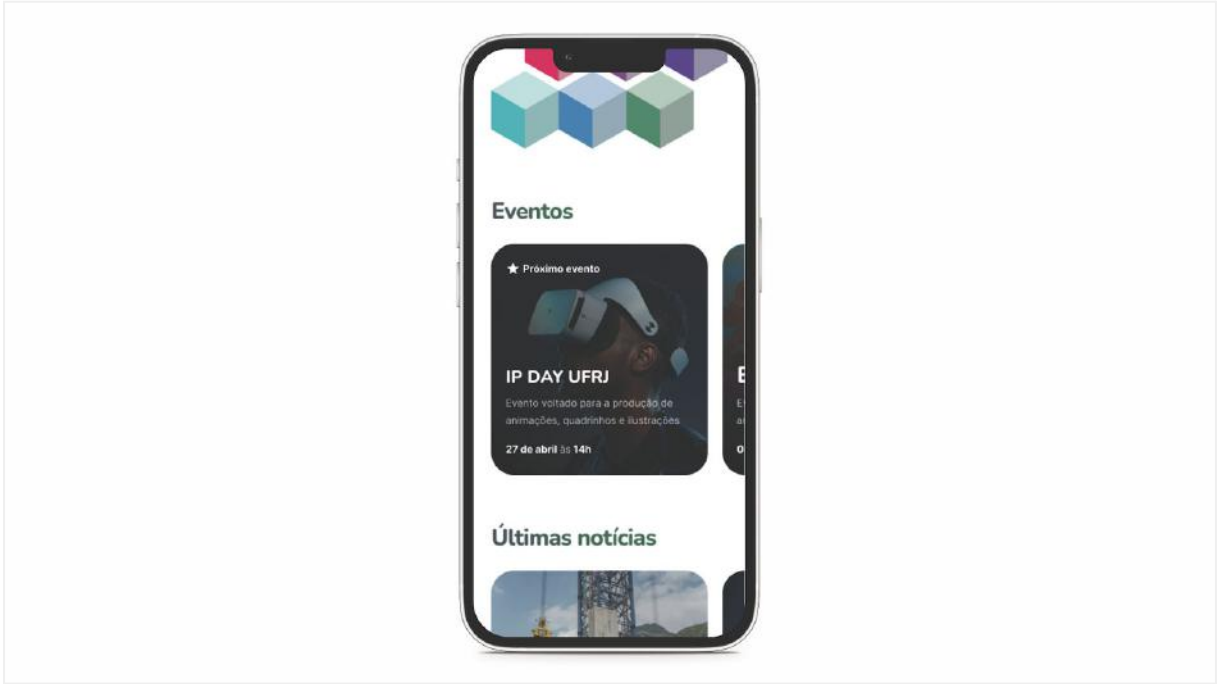 Eventos
★ Próximo evento
IP DAY UFRJ
Evento voltado para a produção de
animações, quadrinhos e ilustrações
27 de abril às 14h
E
E
a
0
Últimas notícias